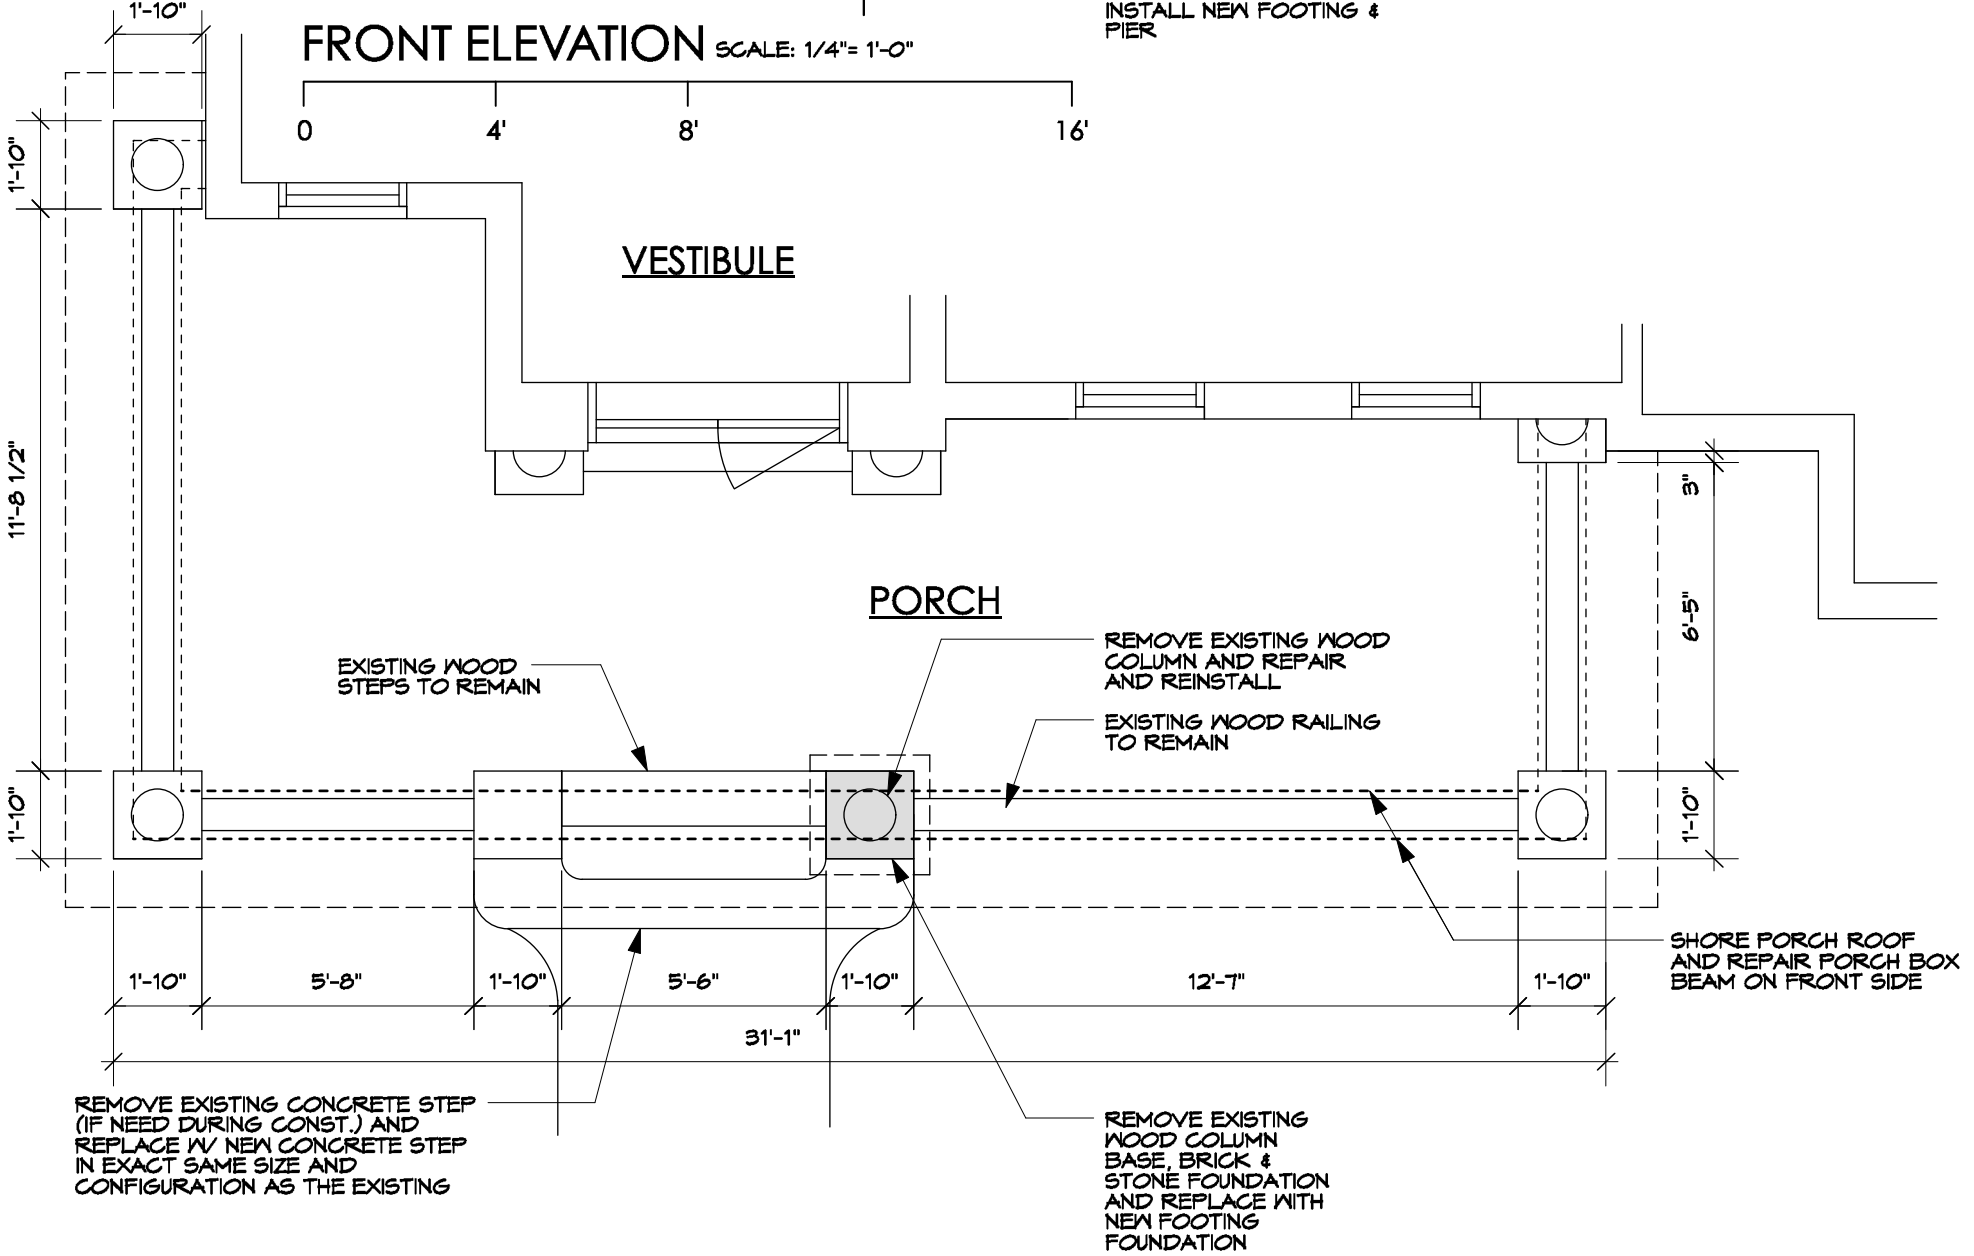 1'-10"
INSTALL NEW FOOTING &
PIER
FRONT ELEVATION SCALE: 1/4"= 1'-0"
0 4' 8' 16'
1'-10"
VESTIBULE
11'-8 1/2"
3"
PORCH
6'-5"
EXISTING WOOD
STEPS TO REMAIN
REMOVE EXISTING WOOD
COLUMN AND REPAIR
AND REINSTALL
EXISTING WOOD RAILING
TO REMAIN
1'-10"
1'-10"
SHORE PORCH ROOF
AND REPAIR PORCH BOX
BEAM ON FRONT SIDE
1'-10" 5'-8" 1'-10" 5'-6" 1'-10" 12'-7" 1'-10"
31'-1"
REMOVE EXISTING CONCRETE STEP
(IF NEED DURING CONST.) AND
REPLACE W/ NEW CONCRETE STEP
IN EXACT SAME SIZE AND
CONFIGURATION AS THE EXISTING
REMOVE EXISTING
WOOD COLUMN
BASE, BRICK &
STONE FOUNDATION
AND REPLACE WITH
NEW FOOTING
FOUNDATION